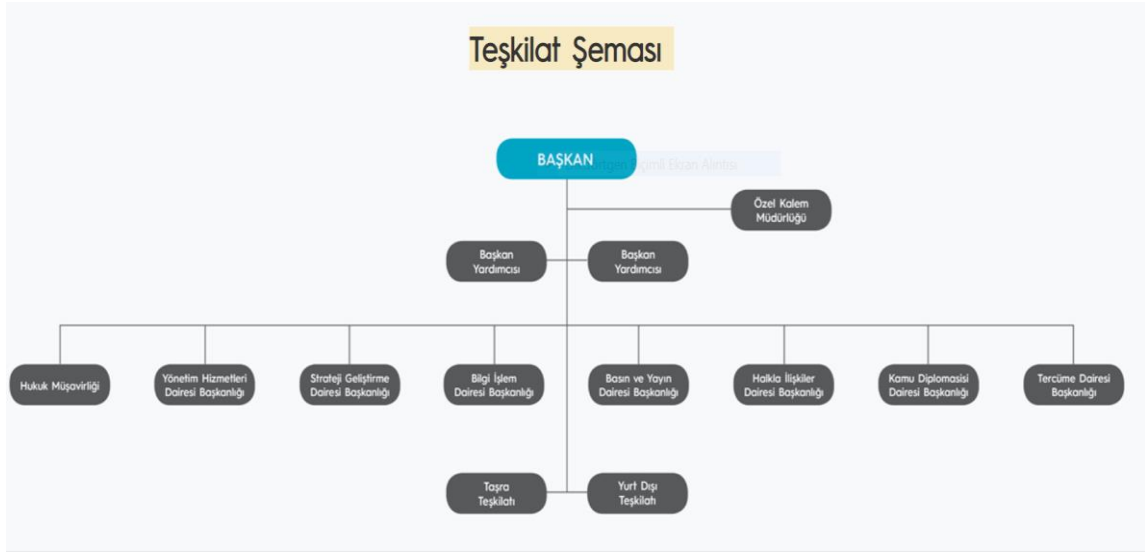 Teşkilat Şeması
BAŞKAN
Ekran Alıntısı
Özel Kalem
Müdürlüğü
Başkan
Yardımcısı
Başkan
Yardımcısı
Hukuk Müşavirliği
Yönetim Hizmetleri
Dairesi Başkanlığı
Strateji Geliştirme
Dairesi Başkanlığı
Bilgi İşlem
Dairesi Başkanlığı
Basın ve Yayın
Dairesi Başkanlığı
Halkla İlişkiler
Dairesi Başkanlığı
Kamu Diplomasisi
Dairesi Başkanlığı
Tercüme Dairesi
Başkanlığı
Taşra
Teşkilatı
Yurt Dışı
Teşkilatı